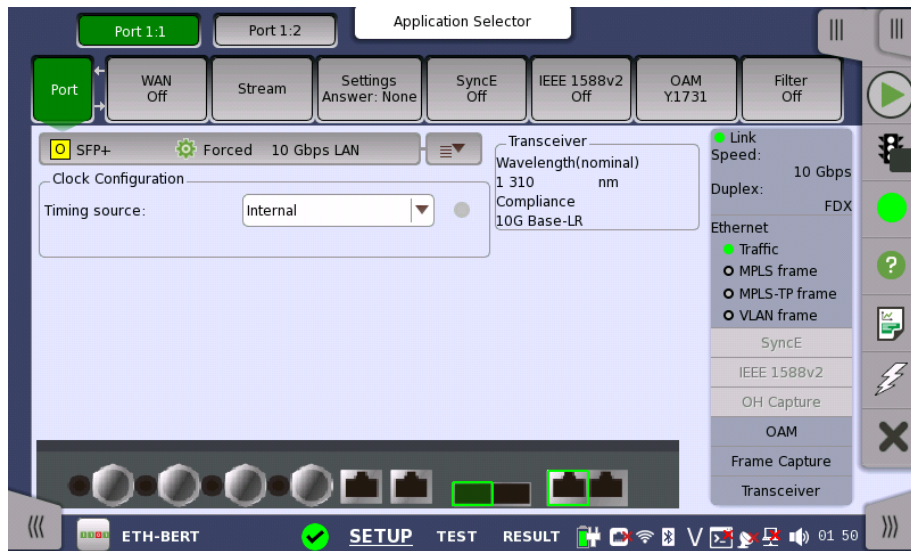 Application Selector
Port 1:1
Port 1:2
Port
WAN
Off
Stream
Settings
Answer: None
SyncE
Off
IEEE 1588v2
Off
OAM
Y.1731
Filter
Off
O SFP+ Forced 10 Gbps LAN
Clock Configuration
Timing source: Internal
Transceiver
Wavelength(nominal)
1 310 nm
Compliance
10G Base-LR
Link
Speed:
10 Gbps
Duplex:
FDX
Ethernet
Traffic
MPLS frame
MPLS-TP frame
VLAN frame
SyncE
IEEE 1588v2
OH Capture
OAM
Frame Capture
Transceiver
ETH-BERT SETUP TEST RESULT 01 50